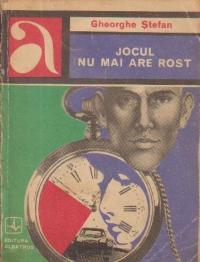 a
Gheorghe Ștefan
JOCUL
NU MAI ARE ROST
EDITURA
ALBATROS